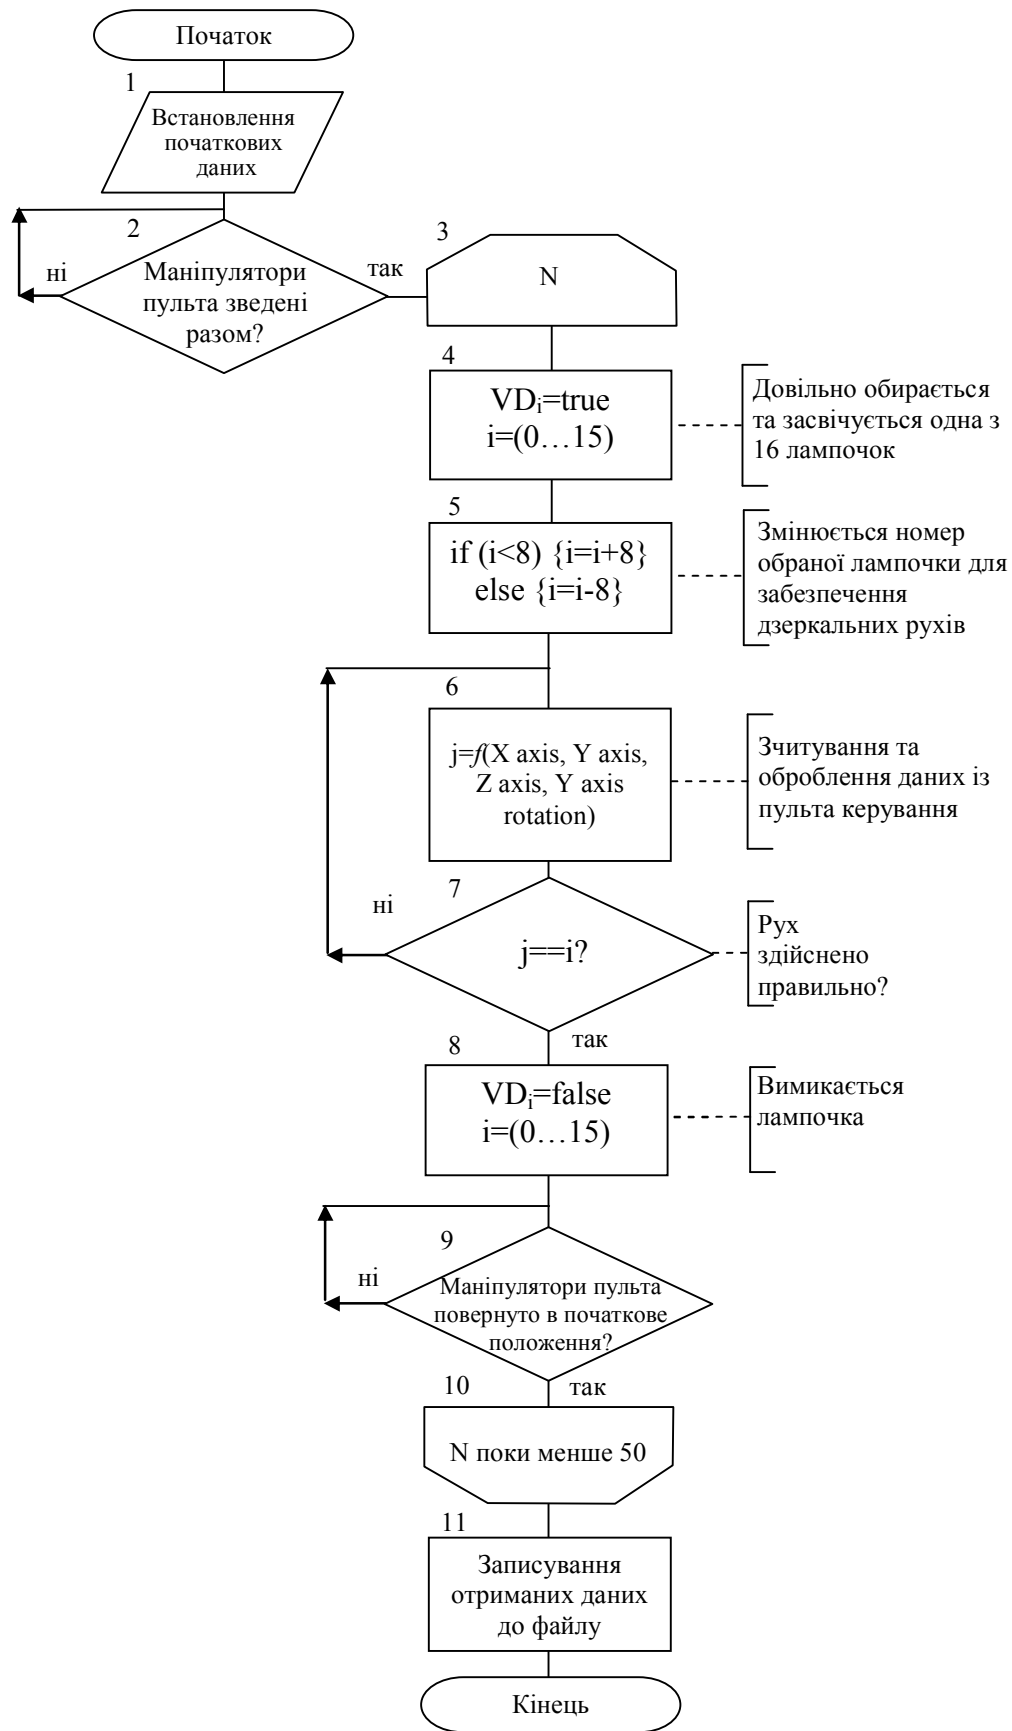 Початок
1
Встановлення
початкових
даних
2
ні
Маніпулятори
пульта зведені
разом?
так
3
N
4
VDi=true
i=(0…15)
Довільно обирається
та засвічується одна з
16 лампочок
5
if (i<8) {i=i+8}
else {i=i-8}
Змінюється номер
обраної лампочки для
забезпечення
дзеркальних рухів
6
j=f(X axis, Y axis,
Z axis, Y axis
rotation)
Зчитування та
оброблення даних із
пульта керування
7
ні
j==i?
Рух
здійснено
правильно?
так
8
VDi=false
i=(0…15)
Вимикається
лампочка
9
ні
Маніпулятори пульта
повернуто в початкове
положення?
так
10
N поки менше 50
11
Записування
отриманих даних
до файлу
Кінець